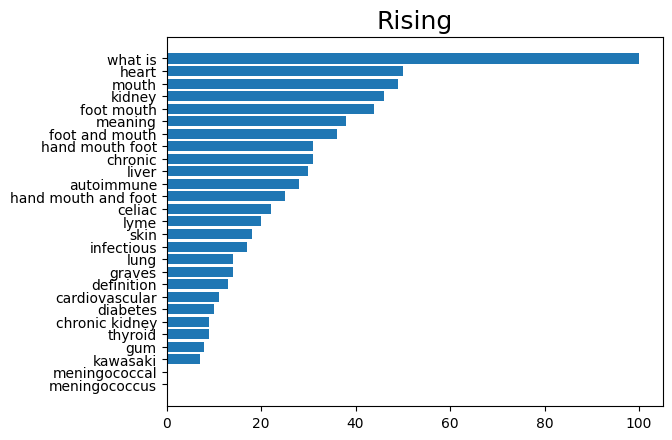 Rising
what is
heart
mouth
kidney
foot mouth
meaning
foot and mouth
hand mouth foot
chronic
liver
autoimmune
hand mouth and foot
celiac
lyme
skin
infectious
lung
graves
definition
cardiovascular
diabetes
chronic kidney
thyroid
gum
kawasaki
meningococcal
meningococcus
0 20 40 60 80 100